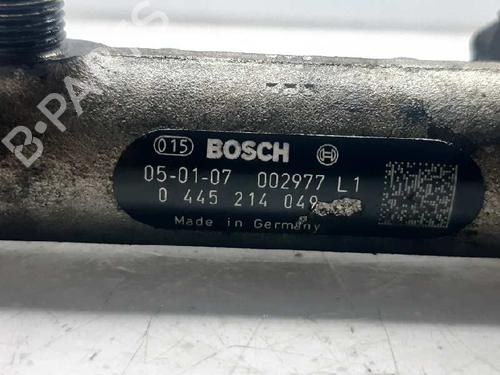 B-PARTS
015 BOSCH
05-01-07 002977 L1
0 445 214 049
Made in Germany